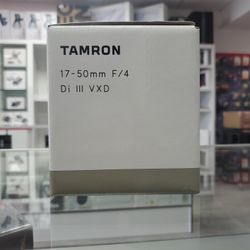 TAMRON
17-50mm F/4
Di III VXD